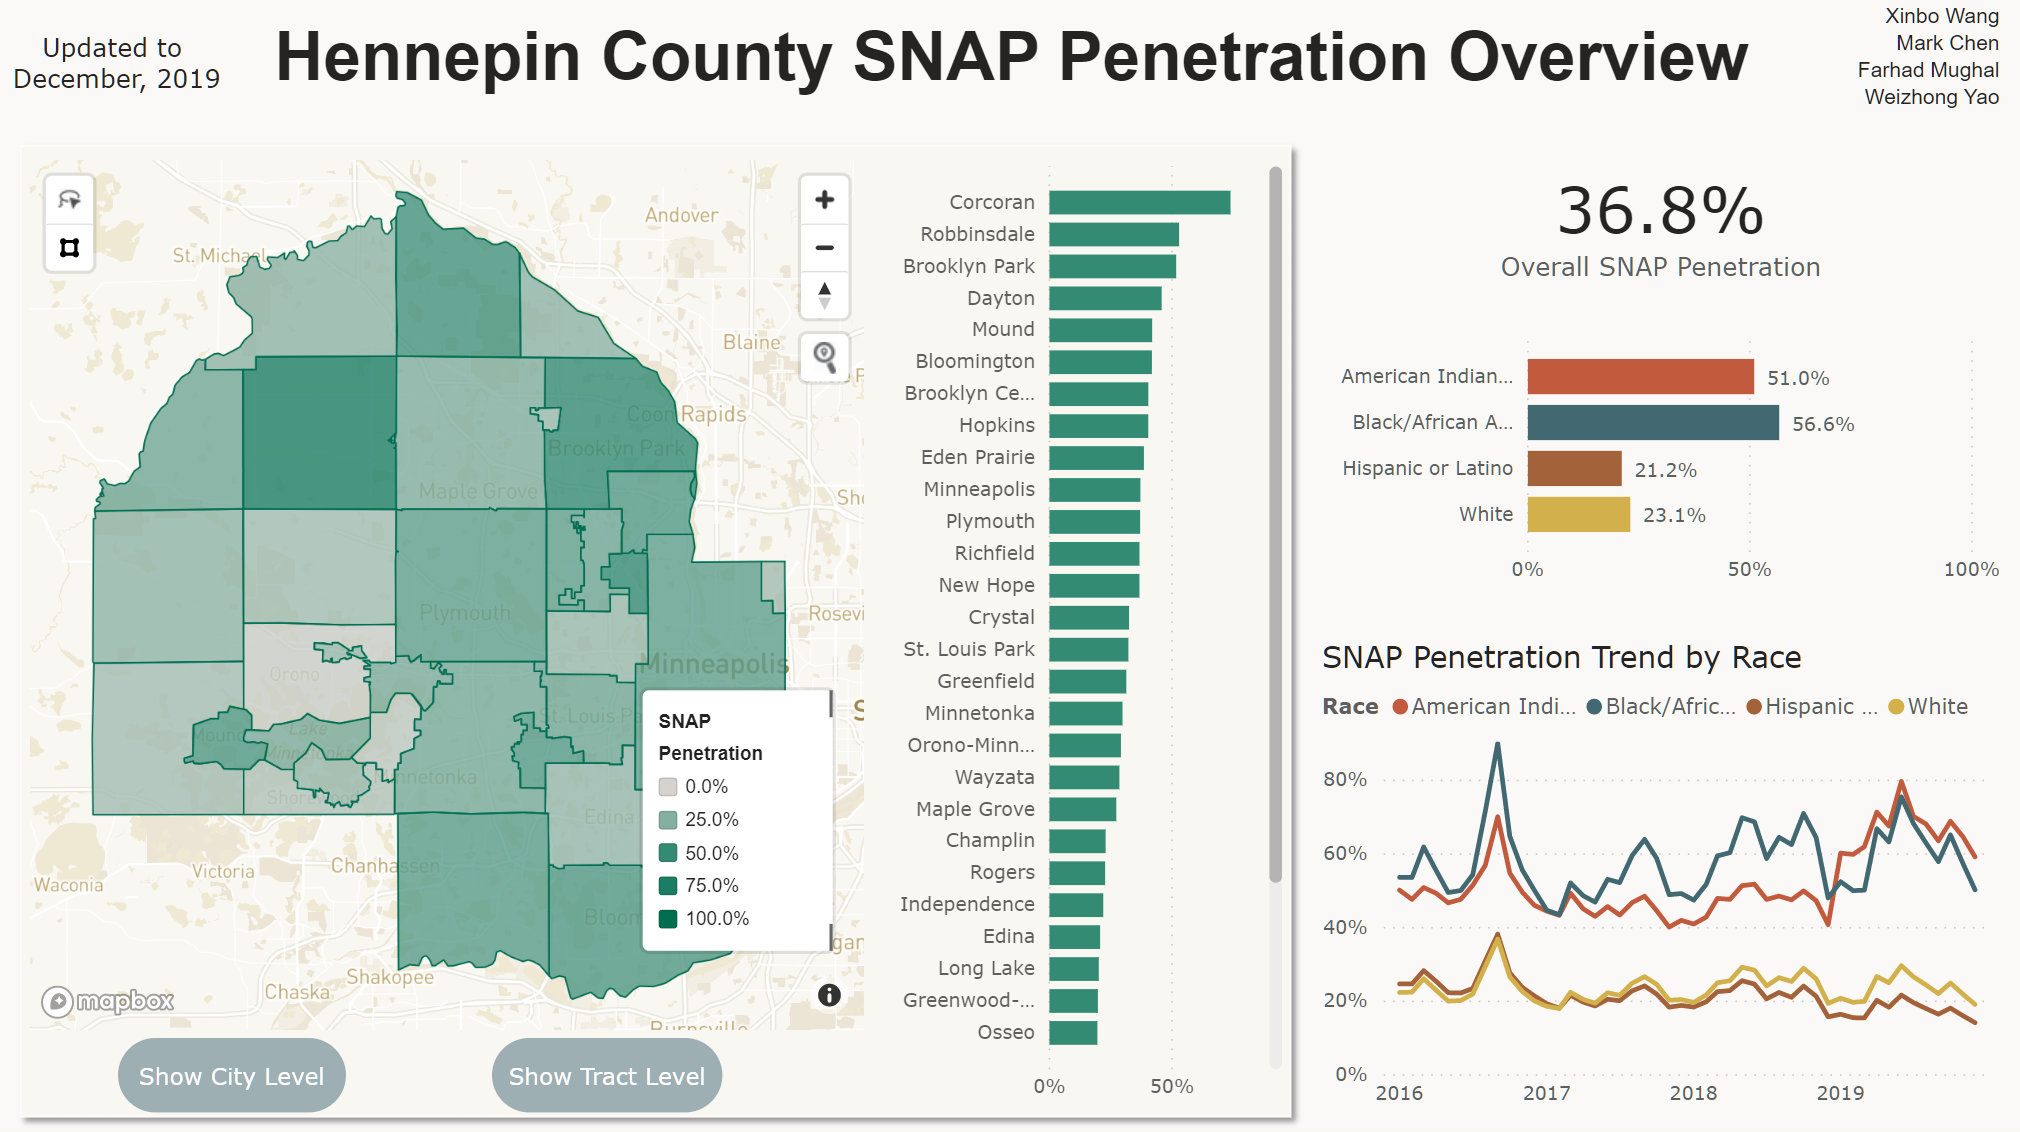 Updated to
December, 2019
Hennepin County SNAP Penetration Overview
Xinbo Wang
Mark Chen
Farhad Mughal
Weizhong Yao
Andover
St. Michael
Blaine
Coon Rapids
Brooklyn Park
Maple Grove
Plymouth
Rosevi
Orono
Minneapolis
St. Louis Pa
Mound
Lake
Minnetonka
Minnetonka
Shorewood
Edina
Victoria
Chanhassen
Waconia
Bloom
gan
Shakopee
Chaska
Burnsville
mapbox
SNAP
Penetration
0.0%
25.0%
50.0%
75.0%
100.0%
Show City Level
Show Tract Level
Corcoran
Robbinsdale
Brooklyn Park
Dayton
Mound
Bloomington
Brooklyn Ce...
Hopkins
Eden Prairie
Minneapolis
Plymouth
Richfield
New Hope
Crystal
St. Louis Park
Greenfield
Minnetonka
Orono-Minn...
Wayzata
Maple Grove
Champlin
Rogers
Independence
Edina
Long Lake
Greenwood-...
Osseo
0% 50%
36.8%
Overall SNAP Penetration
American Indian... 51.0%
Black/African A... 56.6%
Hispanic or Latino 21.2%
White 23.1%
0% 50% 100%
SNAP Penetration Trend by Race
Race American Indi... Black/Afric... Hispanic ... White
80%
60%
40%
20%
0%
2016 2017 2018 2019